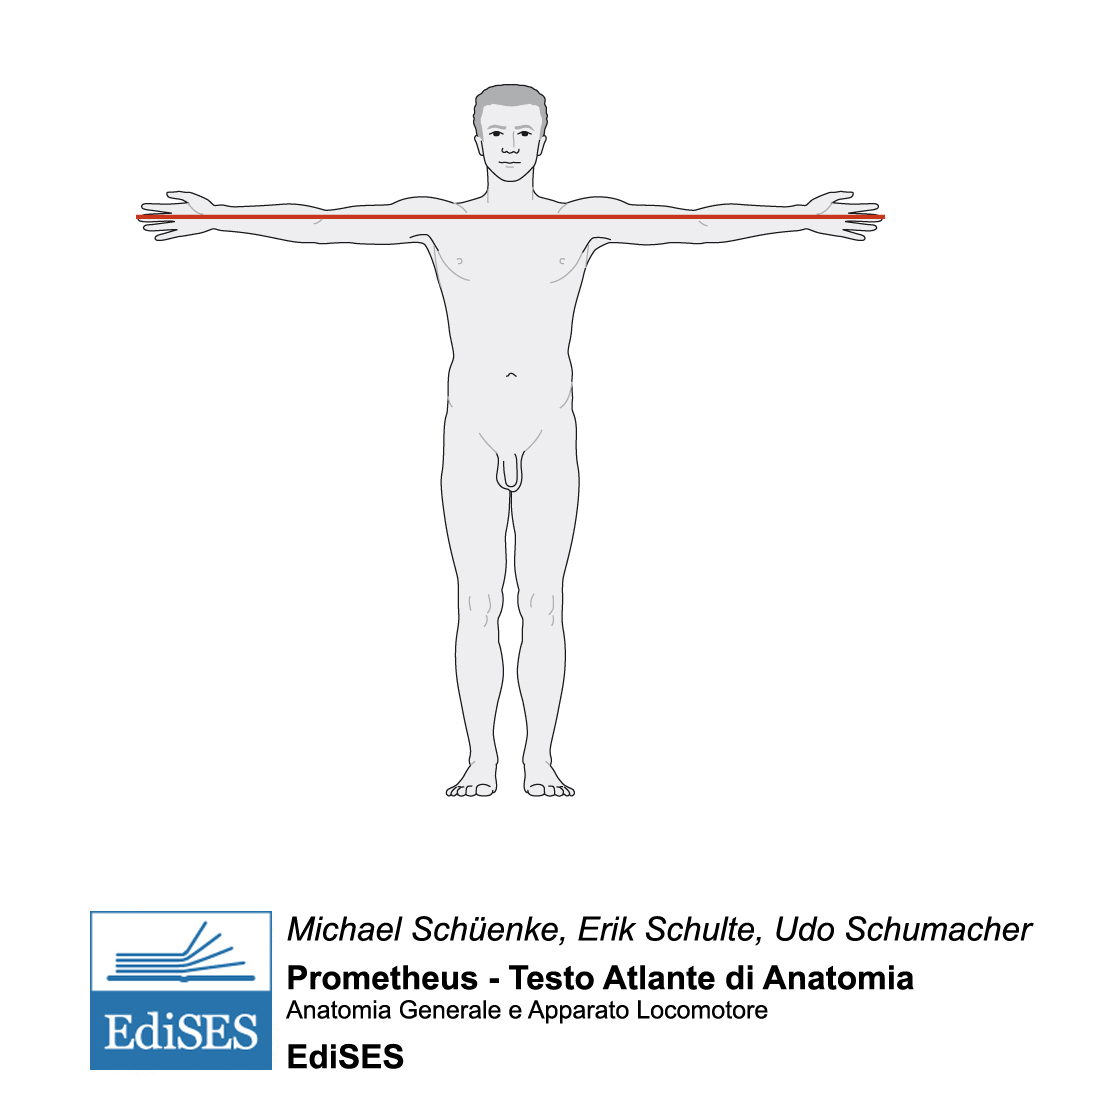 Michael Schüenke, Erik Schulte, Udo Schumacher
Prometheus - Testo Atlante di Anatomia
Anatomia Generale e Apparato Locomotore
EdiSES
EdiSES